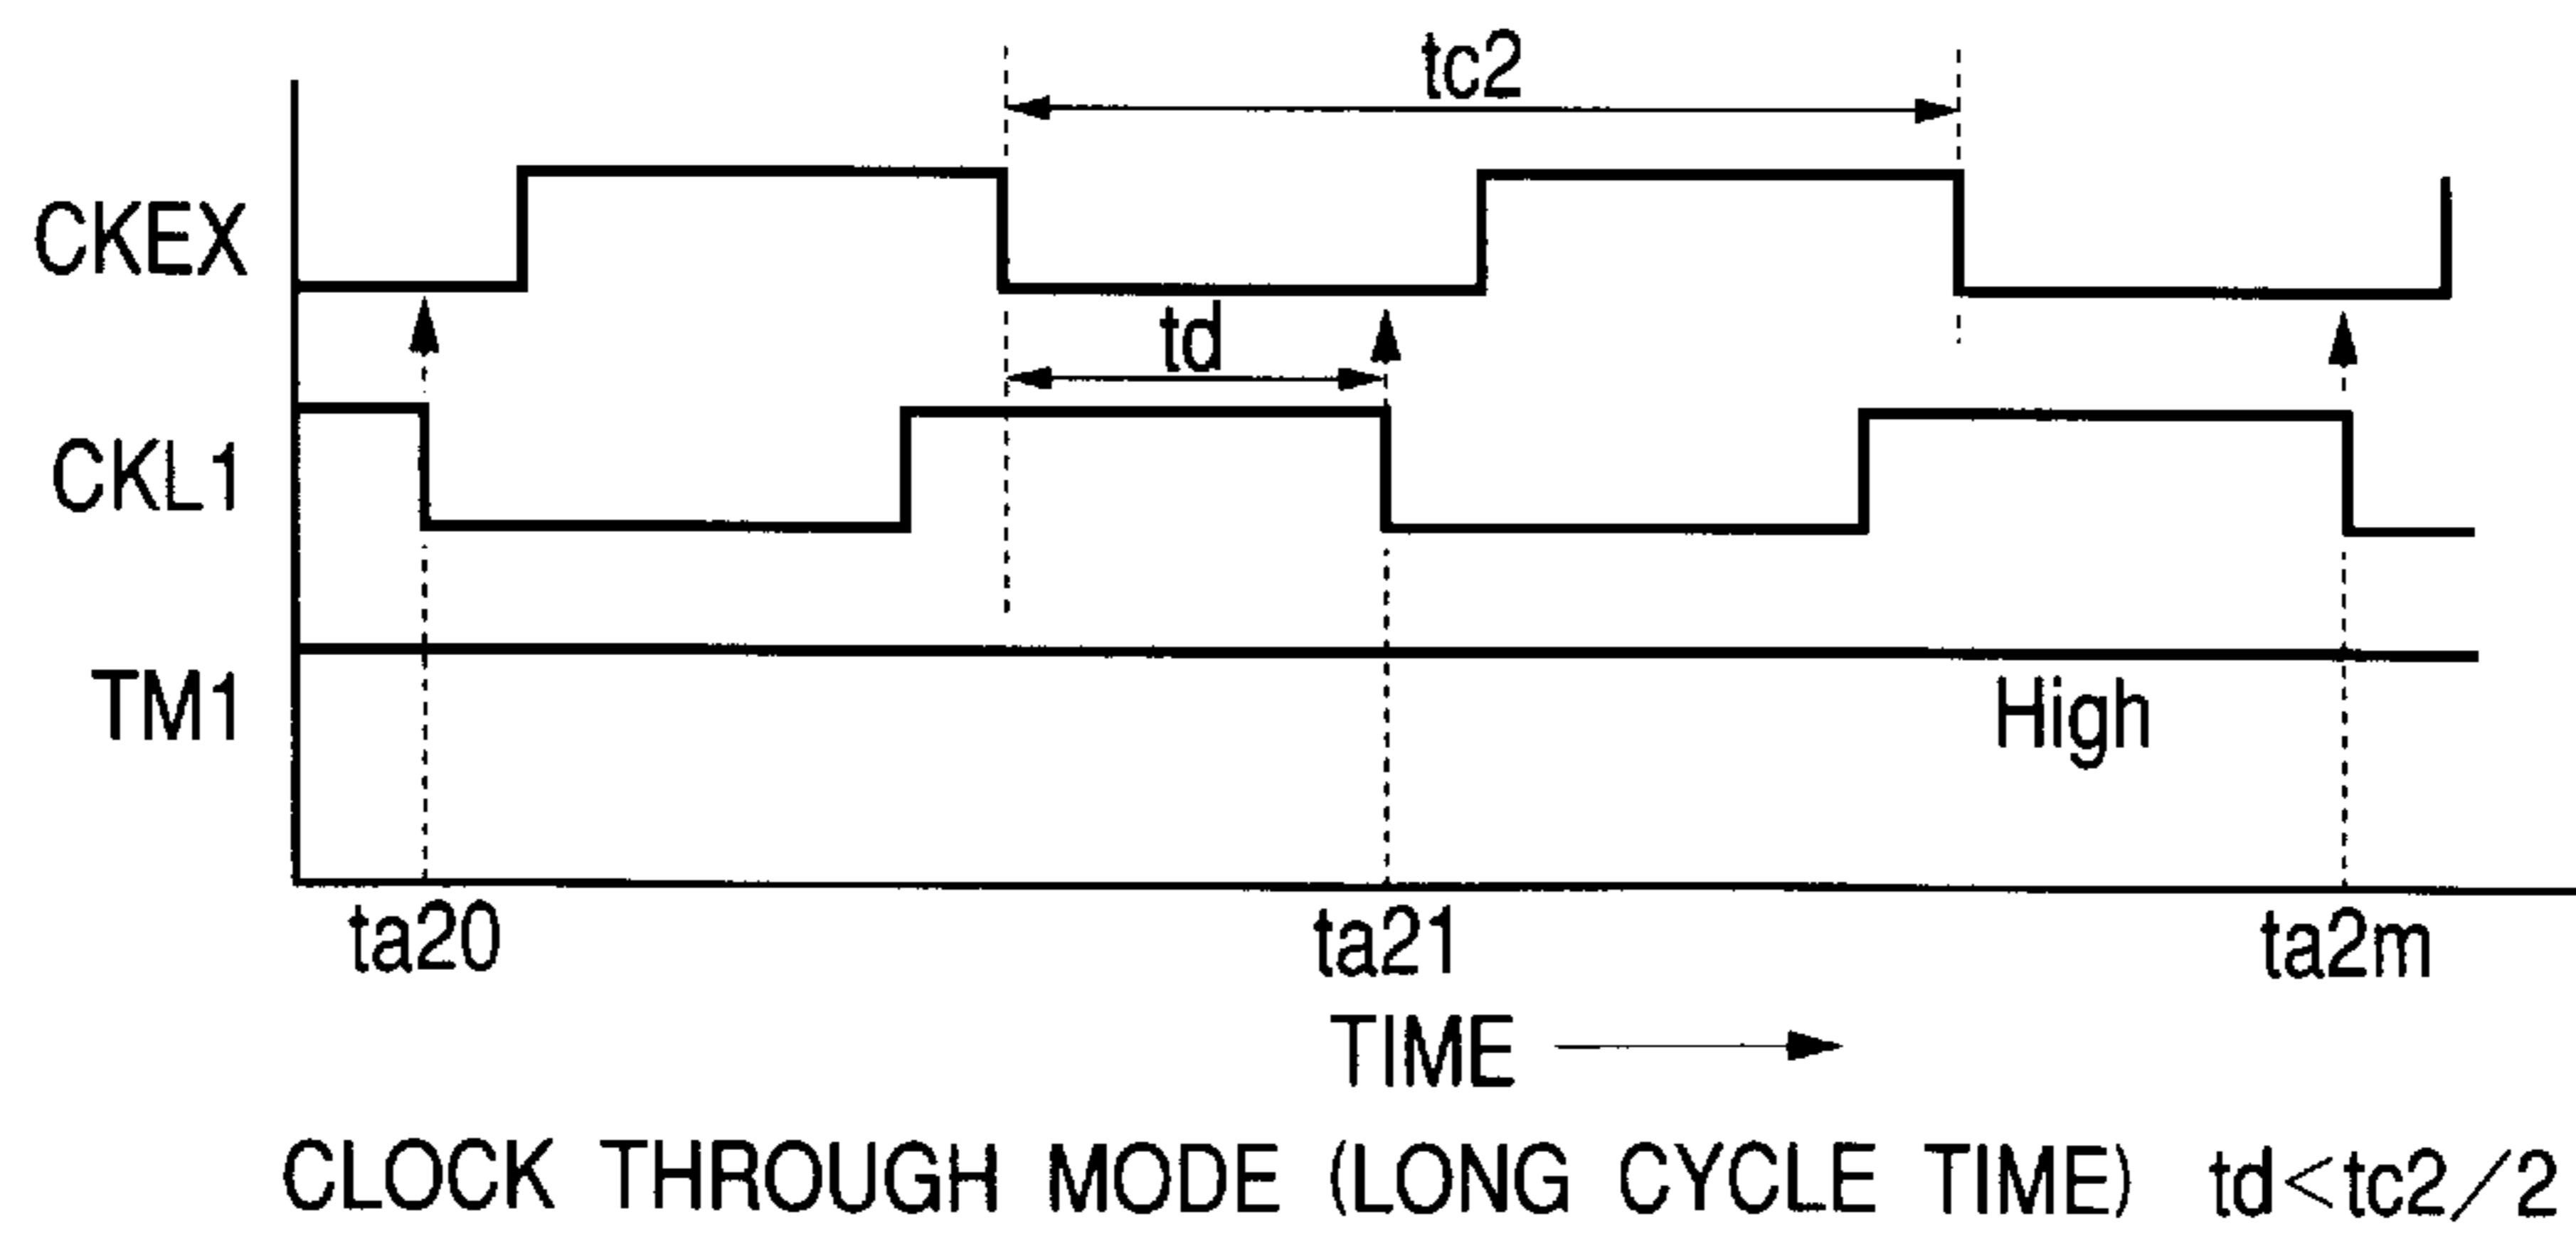 tc2
CKEX
td
CKL1
TM1
High
ta20 ta21 ta2m
TIME
CLOCK THROUGH MODE (LONG CYCLE TIME) td<tc2/2